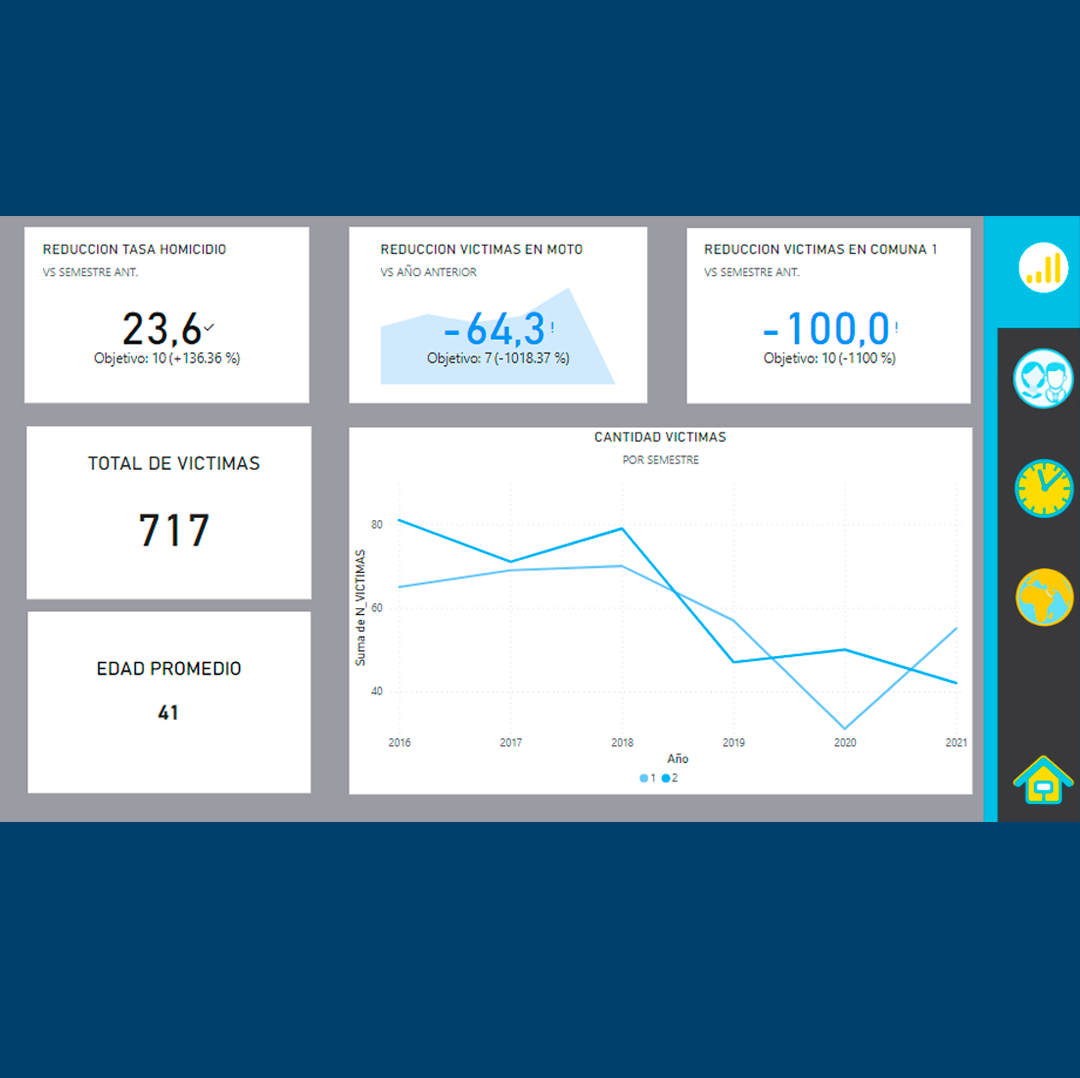 REDUCCION TASA HOMICIDIO
VS SEMESTRE ANT.
23,6
Objetivo: 10 (+136.36 %)
REDUCCION VICTIMAS EN MOTO
VS AÑO ANTERIOR
-64,3!
Objetivo: 7 (-1018.37 %)
REDUCCION VICTIMAS EN COMUNA 1
VS SEMESTRE ANT.
-100,0!
Objetivo: 10 (-1100 %)
TOTAL DE VICTIMAS
717
EDAD PROMEDIO
41
CANTIDAD VICTIMAS
POR SEMESTRE
Suma de N_VICTIMAS
80
60
40
2016 2017 2018 2019 2020 2021
Año
1 2